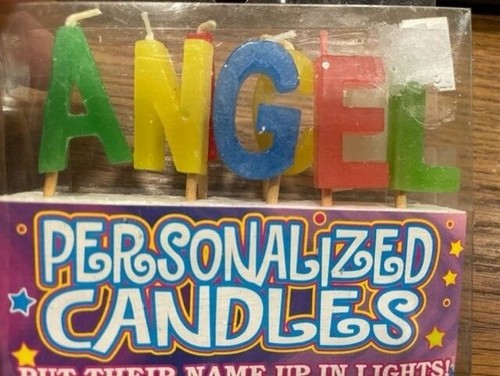 ANGEL
PERSONALIZED
CANDLES
PUT THEIR NAME UP IN LIGHTS!